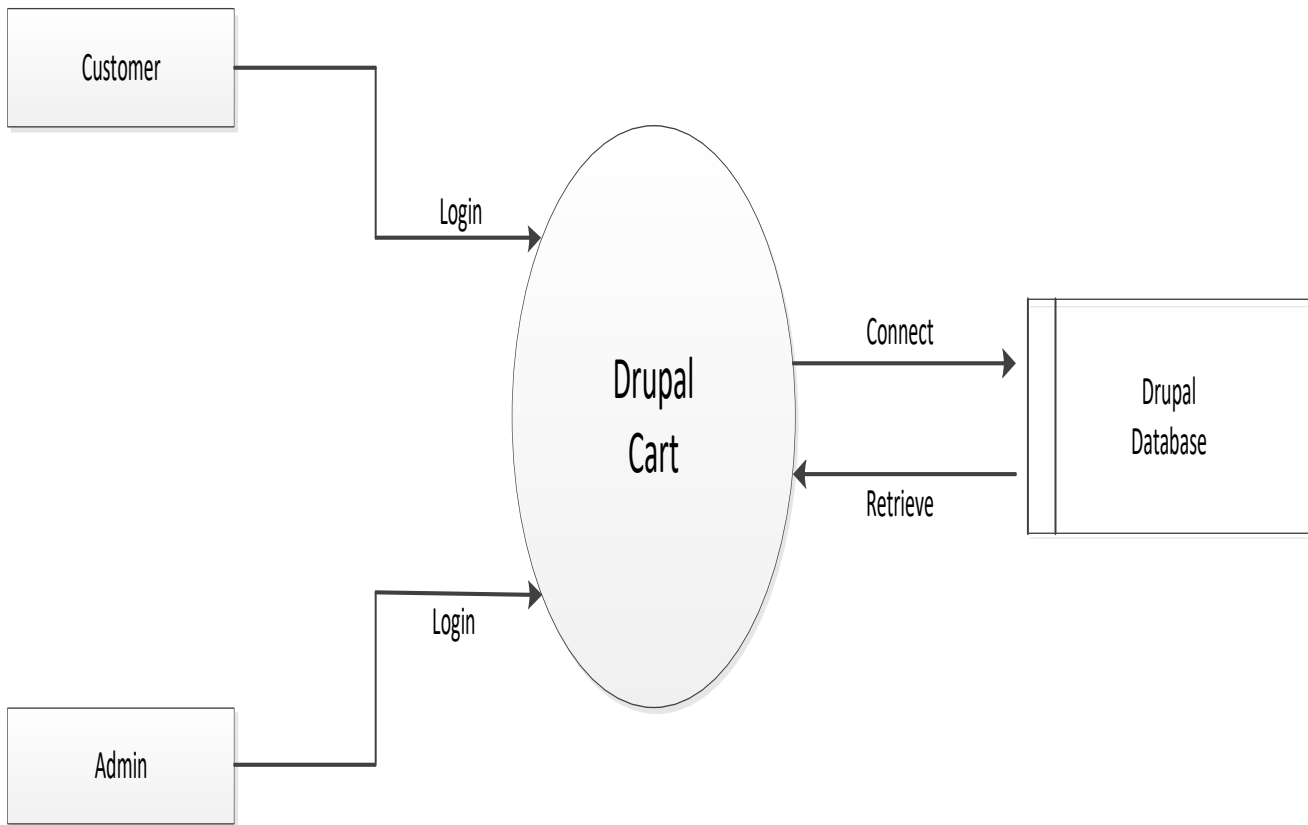 Customer
Login
Connect
Drupal
Cart
Drupal
Database
Retrieve
Login
Admin